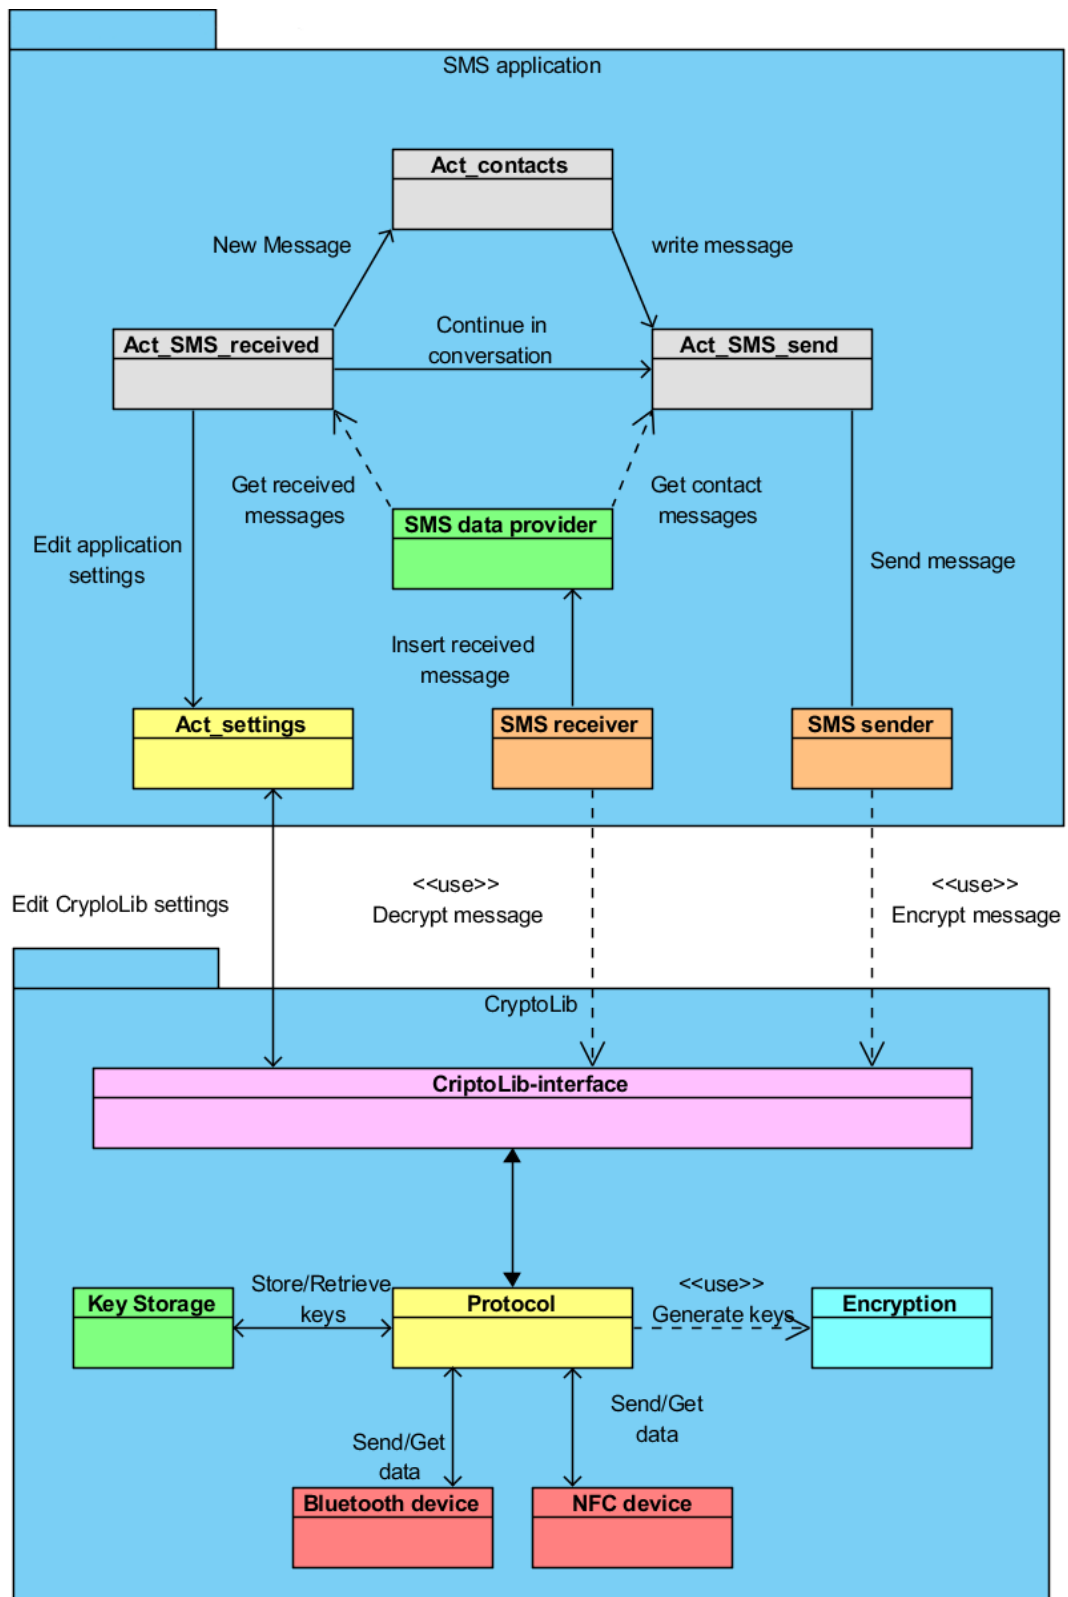 SMS application
Act_contacts
New Message
write message
Continue in
conversation
Act_SMS_received
Act_SMS_send
Get received
messages
Get contact
messages
SMS data provider
Edit application
settings
Send message
Insert received
message
Act_settings
SMS receiver
SMS sender
<<use>>
Decrypt message
<<use>>
Encrypt message
Edit CryploLib settings
CryptoLib
CriptoLib-interface
Key Storage
Store/Retrieve
keys
Protocol
<<use>>
Generate keys
Encryption
Send/Get
data
Send/Get
data
Bluetooth device
NFC device